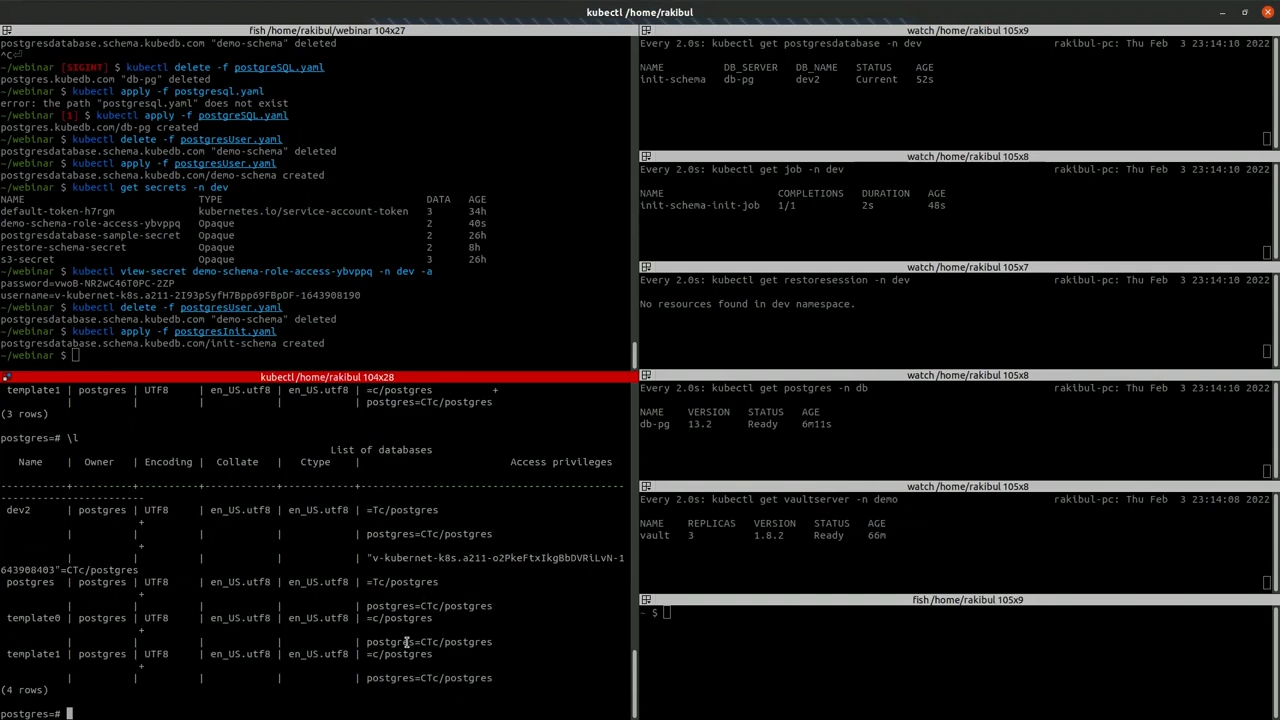 kubectl /home/rakibul
fish /home/rakibul/webinar 104x27
postgresdatabase.schema.kubedb.com "demo-schema" deleted
^C⏎
~/webinar [SIGINT] $ kubectl delete -f postgreSQL.yaml
postgres.kubedb.com "db-pg" deleted
~/webinar $ kubectl apply -f postgresql.yaml
error: the path "postgresql.yaml" does not exist
~/webinar [1] $ kubectl apply -f postgreSQL.yaml
postgres.kubedb.com/db-pg created
~/webinar $ kubectl delete -f postgresUser.yaml
postgresdatabase.schema.kubedb.com "demo-schema" deleted
~/webinar $ kubectl apply -f postgresUser.yaml
postgresdatabase.schema.kubedb.com/demo-schema created
~/webinar $ kubectl get secrets -n dev
NAME TYPE DATA AGE
default-token-h7rgm kubernetes.io/service-account-token 3 34h
demo-schema-role-access-ybvppq Opaque 2 40s
postgresdatabase-sample-secret Opaque 2 26h
restore-schema-secret Opaque 2 8h
s3-secret Opaque 3 26h
~/webinar $ kubectl view-secret demo-schema-role-access-ybvppq -n dev -a
password=vwoB-NR2wC46T0PC-2ZP
username=v-kubernet-k8s.a211-2I93pSyfH7Bpp69FBpDF-1643908190
~/webinar $ kubectl delete -f postgresUser.yaml
postgresdatabase.schema.kubedb.com "demo-schema" deleted
~/webinar $ kubectl apply -f postgresInit.yaml
postgresdatabase.schema.kubedb.com/init-schema created
~/webinar $
kubectl /home/rakibul 104x28
template1 | postgres | UTF8 | en_US.utf8 | en_US.utf8 | =c/postgres +
| | | | | postgres=CTc/postgres
(3 rows)
postgres=# \l
List of databases
Name | Owner | Encoding | Collate | Ctype | Access privileges
-----------+----------+----------+------------+------------+--------------------------------------------
------------------------
dev2 | postgres | UTF8 | en_US.utf8 | en_US.utf8 | =Tc/postgres
+
| | | | | postgres=CTc/postgres
+
| | | | | "v-kubernet-k8s.a211-o2PkeFtxIkgBbDVRiLvN-1
643908403"=CTc/postgres
postgres | postgres | UTF8 | en_US.utf8 | en_US.utf8 | =Tc/postgres
+
| | | | | postgres=CTc/postgres
template0 | postgres | UTF8 | en_US.utf8 | en_US.utf8 | =c/postgres
+
| | | | | postgres=CTc/postgres
template1 | postgres | UTF8 | en_US.utf8 | en_US.utf8 | =c/postgres
+
| | | | | postgres=CTc/postgres
(4 rows)
postgres=#
watch /home/rakibul 105x9
Every 2.0s: kubectl get postgresdatabase -n dev rakibul-pc: Thu Feb 3 23:14:10 2022
NAME DB_SERVER DB_NAME STATUS AGE
init-schema db-pg dev2 Current 52s
watch /home/rakibul 105x8
Every 2.0s: kubectl get job -n dev rakibul-pc: Thu Feb 3 23:14:10 2022
NAME COMPLETIONS DURATION AGE
init-schema-init-job 1/1 2s 48s
watch /home/rakibul 105x7
Every 2.0s: kubectl get restoresession -n dev rakibul-pc: Thu Feb 3 23:14:10 2022
No resources found in dev namespace.
watch /home/rakibul 105x8
Every 2.0s: kubectl get postgres -n db rakibul-pc: Thu Feb 3 23:14:10 2022
NAME VERSION STATUS AGE
db-pg 13.2 Ready 6m11s
watch /home/rakibul 105x8
Every 2.0s: kubectl get vaultserver -n demo rakibul-pc: Thu Feb 3 23:14:08 2022
NAME REPLICAS VERSION STATUS AGE
vault 3 1.8.2 Ready 66m
fish /home/rakibul 105x9
~ $